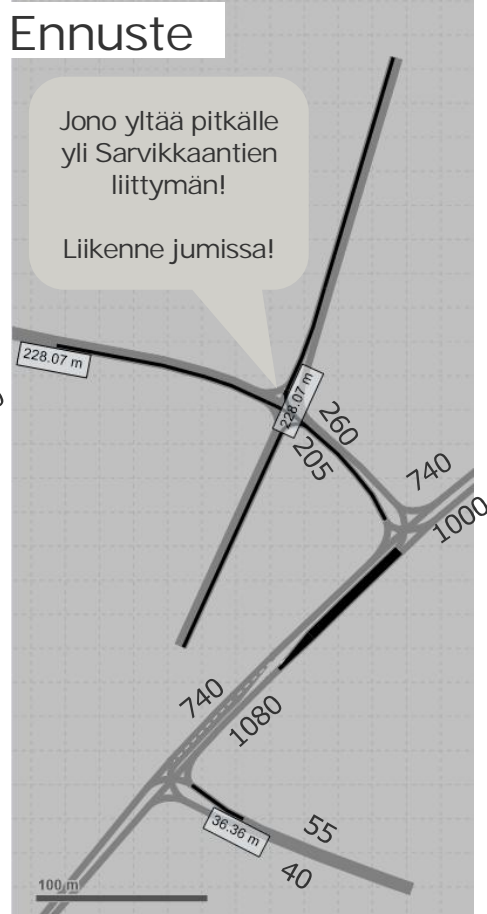 Ennuste
Jono yltää pitkälle
yli Sarvikkaantien
liittymän!
Liikenne jumissa!
228.07 m
228.07 m
260
205
740
1000
740
1080
36.36 m
55
40
100 m